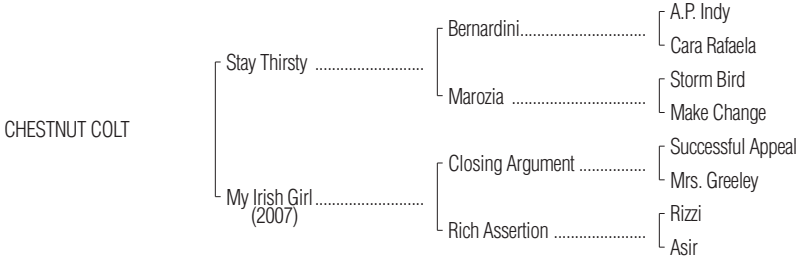 A.P. Indy
Bernardini..............................
Cara Rafaela
Stay Thirsty ..........................
Storm Bird
Marozia ................................
Make Change
CHESTNUT COLT
Successful Appeal
Closing Argument ................
Mrs. Greeley
My Irish Girl..........................
(2007)
Rizzi
Rich Assertion ......................
Asir